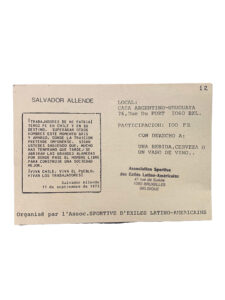 12
SALVADOR ALLENDE
¡TRABAJADORES DE MI PATRIA!
TENGO FE EN CHILE Y EN SU
DESTINO. SUPERARAN OTROS
HOMBRES ESTE MOMENTO GRIS
Y AMARGO, DONDE LA TRAICION
PRETENDE IMPONERSE. SIGAN
USTEDES SABIENDO QUE, MUCHO
MAS TEMPRANO QUE TARDE, SE
ABRIRAN LAS GRANDES ALAMEDAS
POR DONDE PASE EL HOMBRE LIBRE
PARA CONSTRUIR UNA SOCIEDAD
MEJOR.
¡VIVA CHILE, VIVA EL PUEBLO,
VIVAN LOS TRABAJADORES!
Salvador Allende
11 de septiembre de 1973
LOCAL:
CASA ARGENTINO-URUGUAYA
76, Rue Du FORT 1060 BXL.
PARTICIPACION: 100 FB
CON DERECHO A:
UNA BEBIDA, CERVEZA O
UN VASO DE VINO..
Association Sportive
des Exilés Latino-Américains
1060 BRUXELLES
BELGIQUE
Organisé par l'Assoc.SPORTIVE D'EXILES LATINO-AMERICAINS